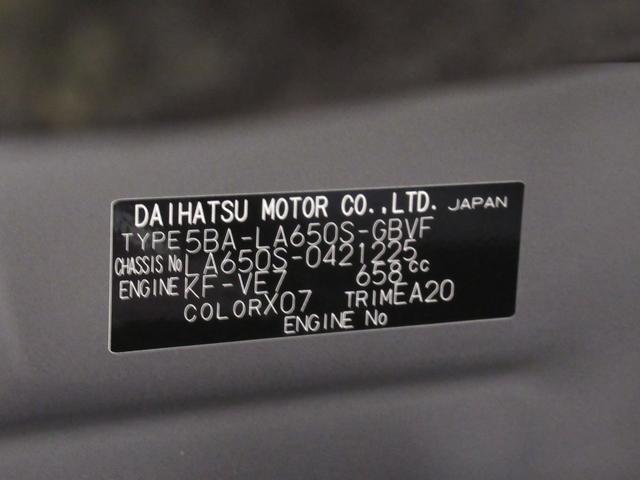 DAIHATSU MOTOR CO.,LTD. JAPAN
TYPE 5BA-LA650S-GBVF
CHASSIS No LA650S-0421225
ENGINE KF-VE7 658cc
COLOR X07 TRIM EA20
ENGINE No